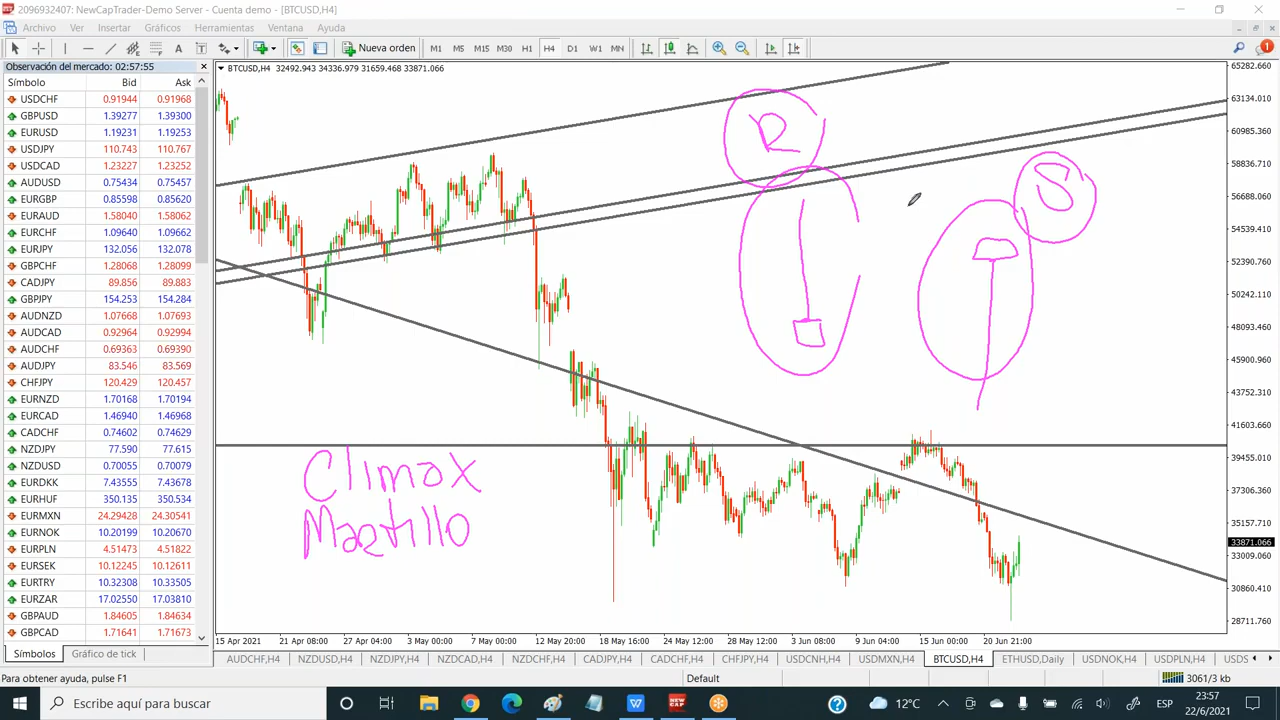 2096932407: NewCapTrader-Demo Server - Cuenta demo - [BTCUSD,H4]
Archivo Ver Insertar Gráficos Herramientas Ventana Ayuda
Nueva orden M1 M5 M15 M30 H1 H4 D1 W1 MN
1
Observación del mercado: 02:57:55
Símbolo Bid Ask
USDCHF 0.91944 0.91968
GBPUSD 1.39277 1.39300
EURUSD 1.19231 1.19253
USDJPY 110.743 110.767
USDCAD 1.23227 1.23252
AUDUSD 0.75434 0.75457
EURGBP 0.85598 0.85620
EURAUD 1.58040 1.58062
EURCHF 1.09640 1.09662
EURJPY 132.056 132.078
GBPCHF 1.28068 1.28099
CADJPY 89.856 89.883
GBPJPY 154.253 154.284
AUDNZD 1.07668 1.07693
AUDCAD 0.92964 0.92994
AUDCHF 0.69363 0.69390
AUDJPY 83.546 83.569
CHFJPY 120.429 120.457
EURNZD 1.70168 1.70194
EURCAD 1.46940 1.46968
CADCHF 0.74602 0.74629
NZDJPY 77.590 77.615
NZDUSD 0.70055 0.70079
EURDKK 7.43555 7.43678
EURHUF 350.135 350.534
EURMXN 24.29428 24.30541
EURNOK 10.20199 10.20670
EURPLN 4.51473 4.51822
EURSEK 10.12245 10.12611
EURTRY 10.32308 10.33505
EURZAR 17.02550 17.03810
GBPAUD 1.84605 1.84634
GBPCAD 1.71641 1.71673
Símbolos Gráfico de tick
BTCUSD,H4 32492.943 34336.979 31659.468 33871.066
R
S
Climax
Martillo
65282.660
63134.010
60985.360
58836.710
56688.060
54539.410
52390.760
50242.110
48093.460
45900.960
43752.310
41603.660
39455.010
37306.360
35157.710
33871.066
33009.060
30860.410
28711.760
15 Apr 2021 21 Apr 08:00 27 Apr 04:00 3 May 00:00 7 May 00:00 12 May 20:00 18 May 16:00 24 May 12:00 28 May 12:00 3 Jun 08:00 9 Jun 04:00 15 Jun 00:00 20 Jun 21:00
AUDCHF,H4 NZDUSD,H4 NZDJPY,H4 NZDCAD,H4 NZDCHF,H4 CADJPY,H4 CADCHF,H4 CHFJPY,H4 USDCNH,H4 USDMXN,H4 BTCUSD,H4 ETHUSD,Daily USDNOK,H4 USDPLN,H4 USDS
Para obtener ayuda, pulse F1 Default 3061/3 kb
Escribe aquí para buscar
NEW CAP
12°C ESP 23:57
22/6/2021